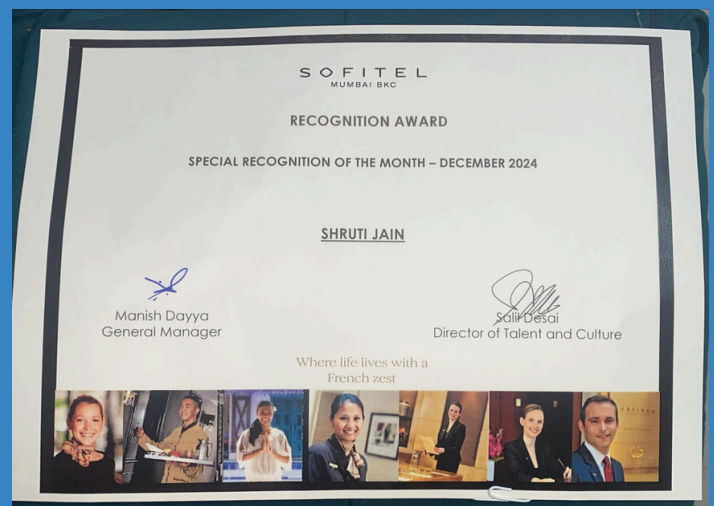 SOFITEL
MUMBAI BKC
RECOGNITION AWARD
SPECIAL RECOGNITION OF THE MONTH – DECEMBER 2024
SHRUTI JAIN
Manish Dayya
General Manager
Salil Desai
Director of Talent and Culture
Where life lives with a
French zest